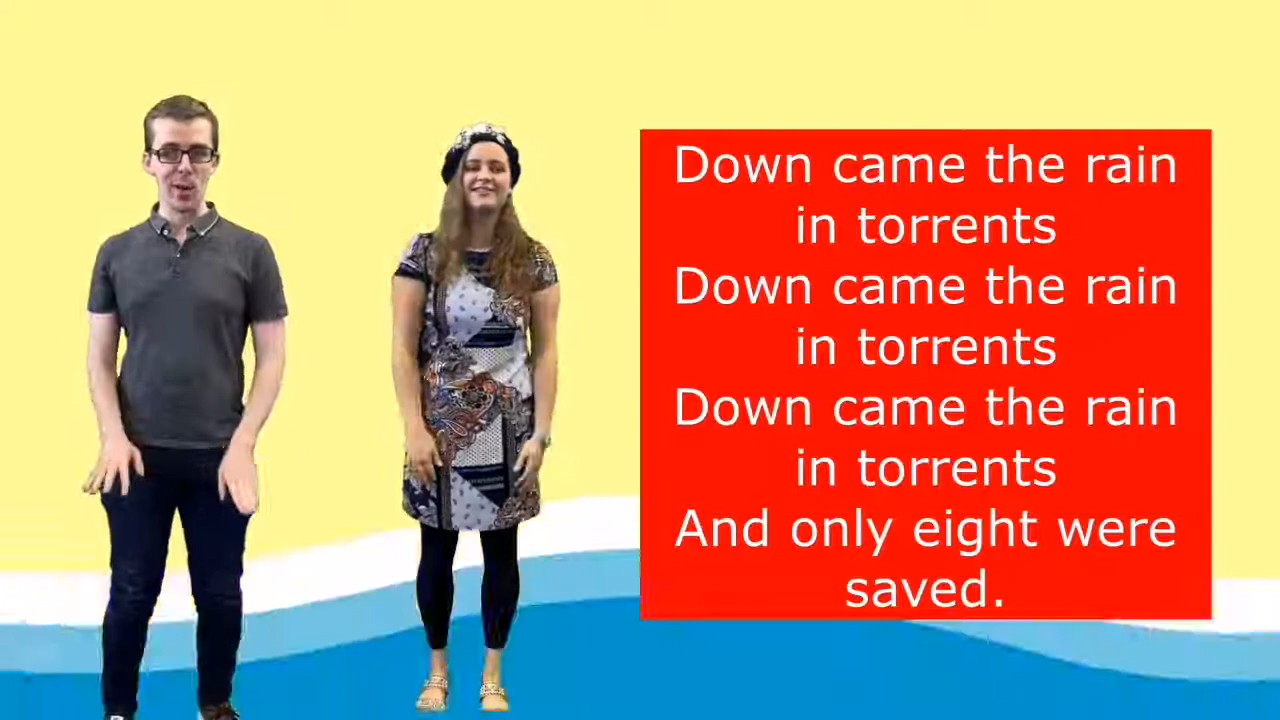 Down came the rain
in torrents
Down came the rain
in torrents
Down came the rain
in torrents
And only eight were
saved.